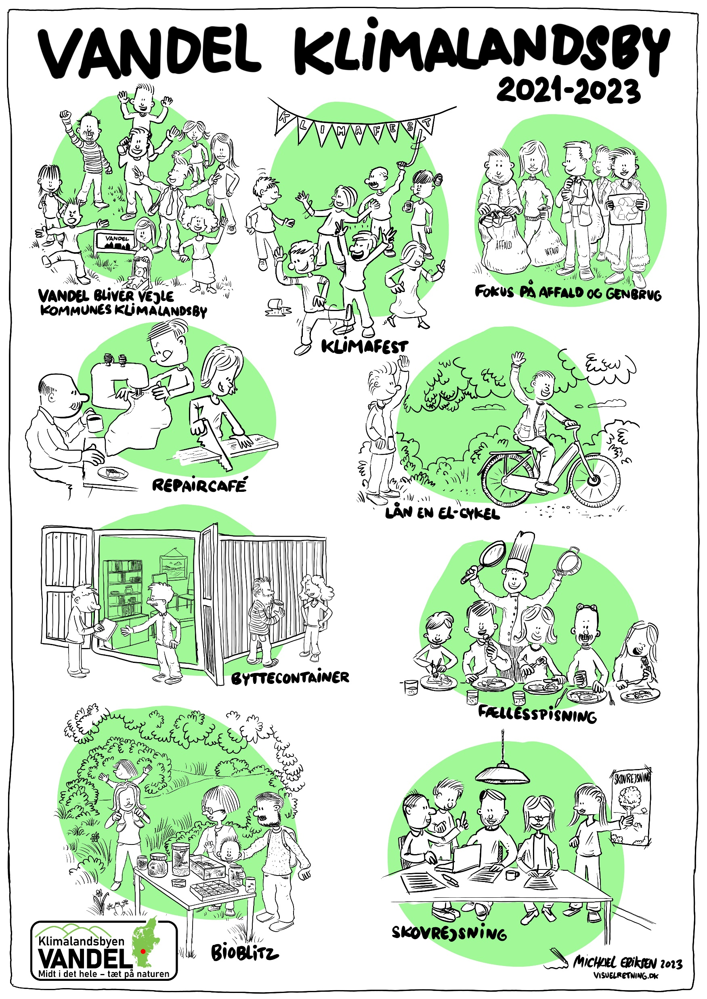 VANDEL KLIMALANDSBY
2021-2023
VANDEL
VANDEL BLIVER VEJLE
KOMMUNES KLIMALANDSBY
KLIMAFEST
KLIMAFEST
AFFALD
AFFALD
FOKUS PÅ AFFALD OG GENBRUG
REPAIRCAFÉ
LÅN EN EL-CYKEL
BYTTECONTAINER
FÆLLESSPISNING
BIOBLITZ
SKOVREJSNING
SKOVREJSNING
Klimalandsbyen
VANDEL
Midt i det hele – tæt på naturen
MICHAEL ERIKSEN 2023
VISUELRETNING.DK